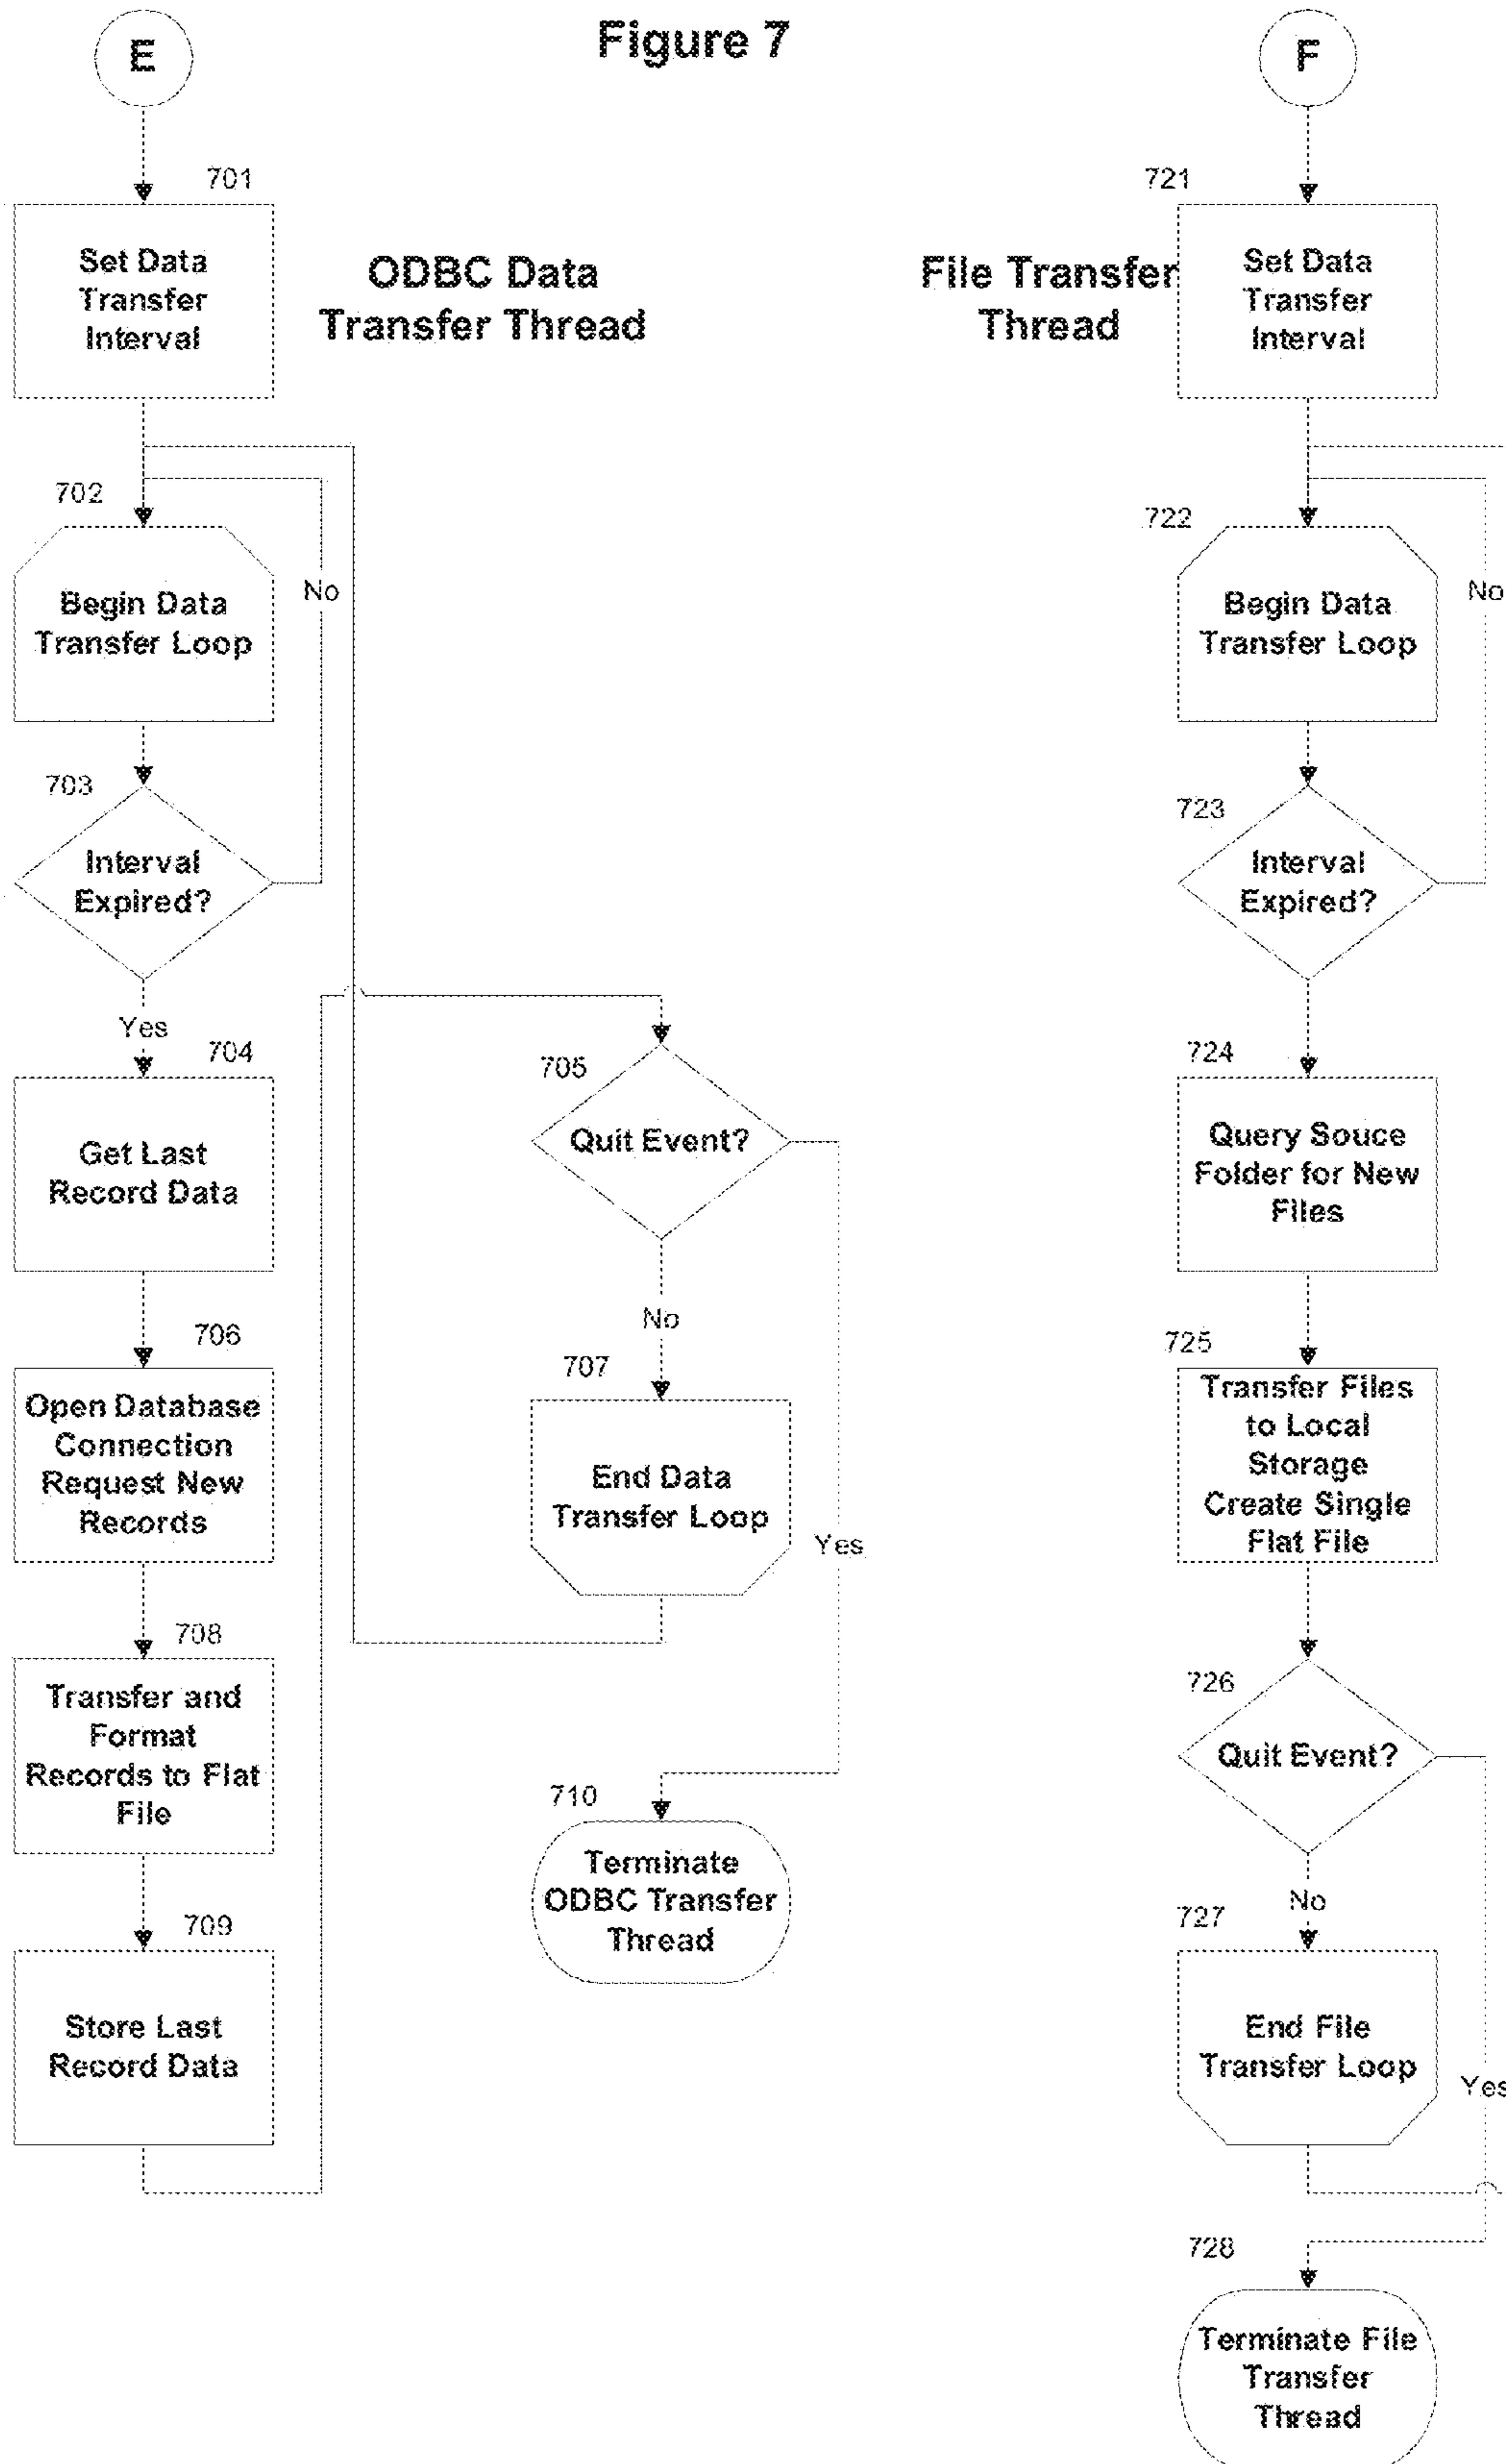 Figure 7
E
701
Set Data
Transfer
Interval
ODBC Data
Transfer Thread
702
Begin Data
Transfer Loop
No
703
Interval
Expired?
Yes
704
Get Last
Record Data
706
Open Database
Connection
Request New
Records
708
Transfer and
Format
Records to Flat
File
709
Store Last
Record Data
705
Quit Event?
No
707
End Data
Transfer Loop
Yes
710
Terminate
ODBC Transfer
Thread
F
721
File Transfer
Thread
Set Data
Transfer
Interval
722
Begin Data
Transfer Loop
No
723
Interval
Expired?
724
Query Souce
Folder for New
Files
725
Transfer Files
to Local
Storage
Create Single
Flat File
726
Quit Event?
No
727
End File
Transfer Loop
Yes
728
Terminate File
Transfer
Thread